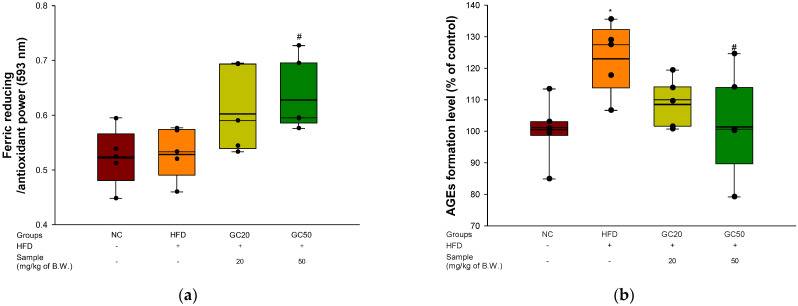 Ferric reducing
/antioxidant power (593 nm)
0.8
0.7
0.6
0.5
0.4
#
Groups NC HFD GC20 GC50
HFD - + + +
Sample
(mg/kg of B.W.) - - 20 50
(a)
AGEs formation level (% of control)
140
130
120
110
100
90
80
70
*
#
Groups NC HFD GC20 GC50
HFD - + + +
Sample
(mg/kg of B.W.) - - 20 50
(b)